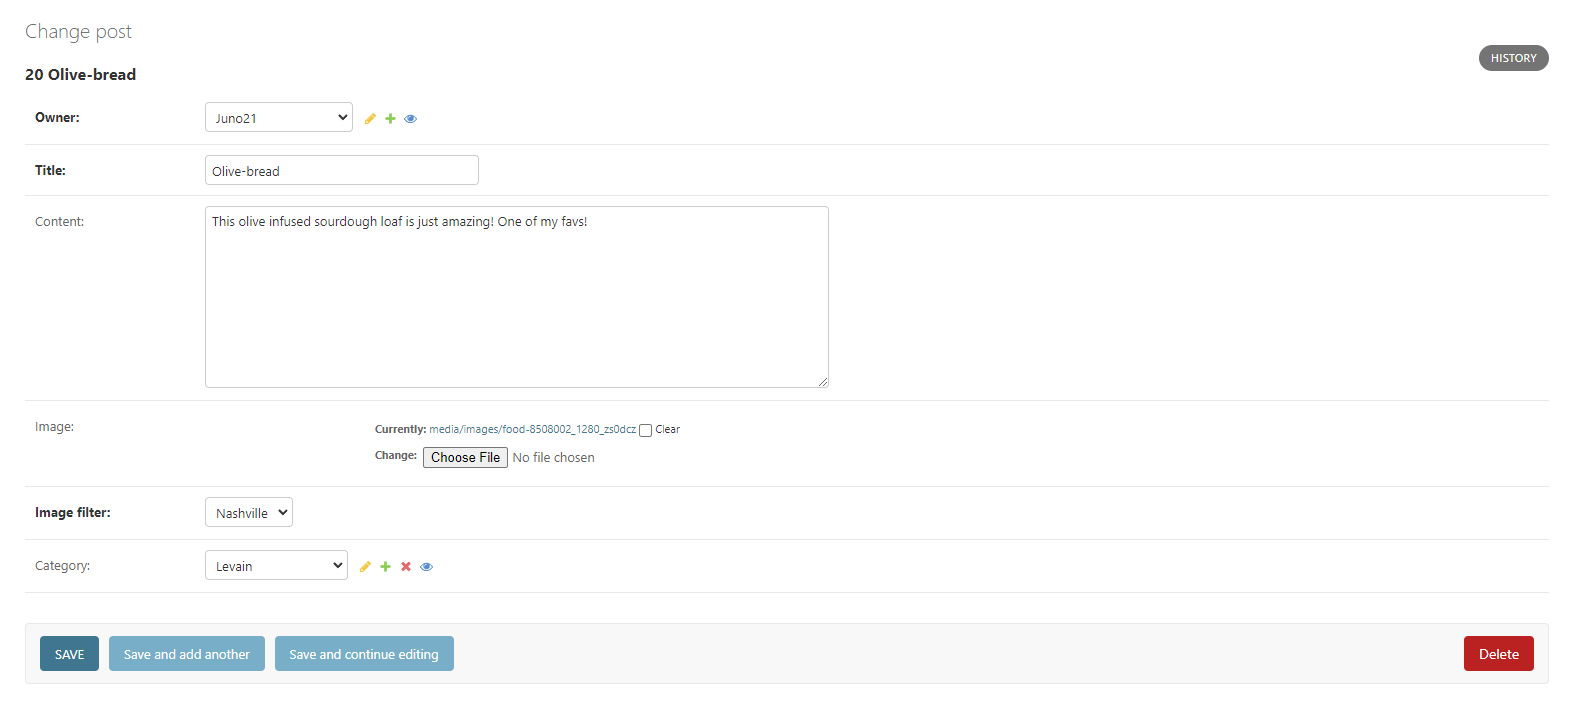 Change post
HISTORY
20 Olive-bread
Owner: Juno21
Title: Olive-bread
Content: This olive infused sourdough loaf is just amazing! One of my favs!
Image: Currently: media/images/food-8508002_1280_zs0dcz Clear
Change: Choose File No file chosen
Image filter: Nashville
Category: Levain
SAVE Save and add another Save and continue editing Delete